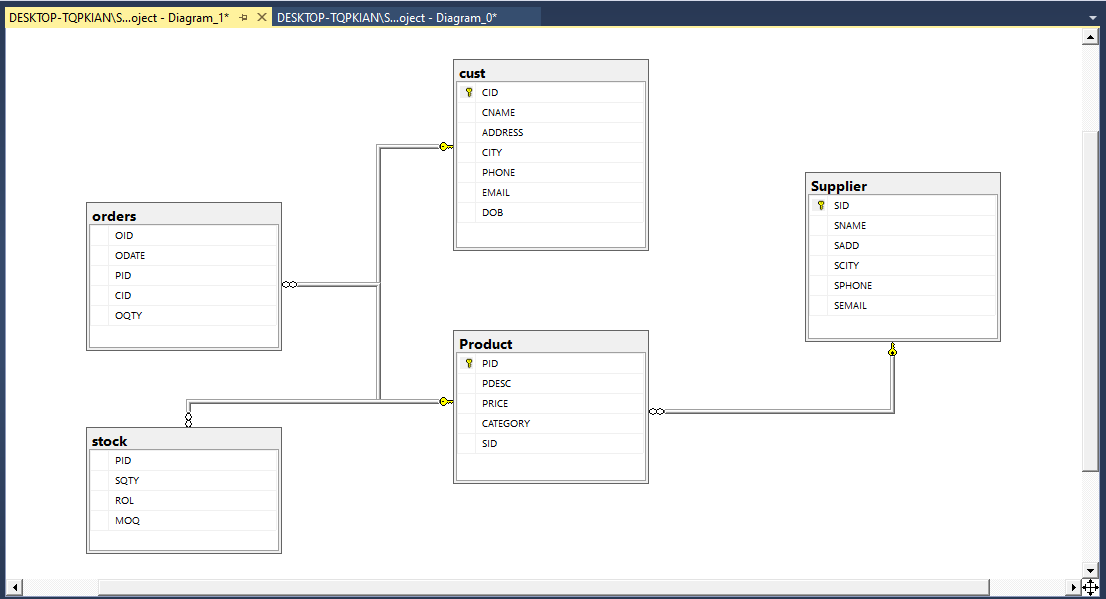 DESKTOP-TQPKIAN\S...oject - Diagram_1*
DESKTOP-TQPKIAN\S...oject - Diagram_0*
cust
CID
CNAME
ADDRESS
CITY
PHONE
EMAIL
DOB
orders
OID
ODATE
PID
CID
OQTY
Supplier
SID
SNAME
SADD
SCITY
SPHONE
SEMAIL
Product
PID
PDESC
PRICE
CATEGORY
SID
stock
PID
SQTY
ROL
MOQ